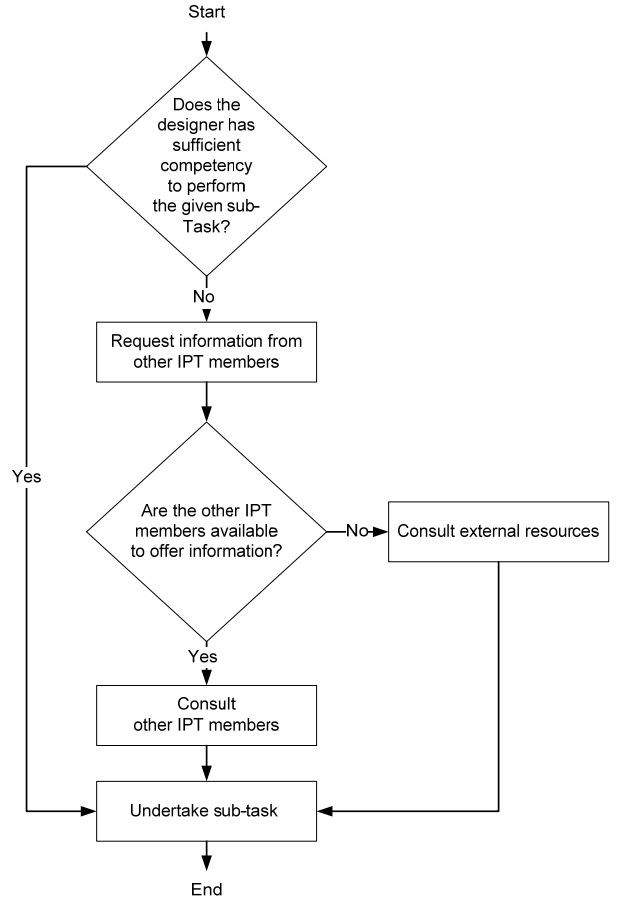 Start
Does the
designer has
sufficient
competency
to perform
the given sub-
Task?
No
Request information from
other IPT members
Yes
Are the other IPT
members available
to offer information?
No
Consult external resources
Yes
Consult
other IPT members
Undertake sub-task
End